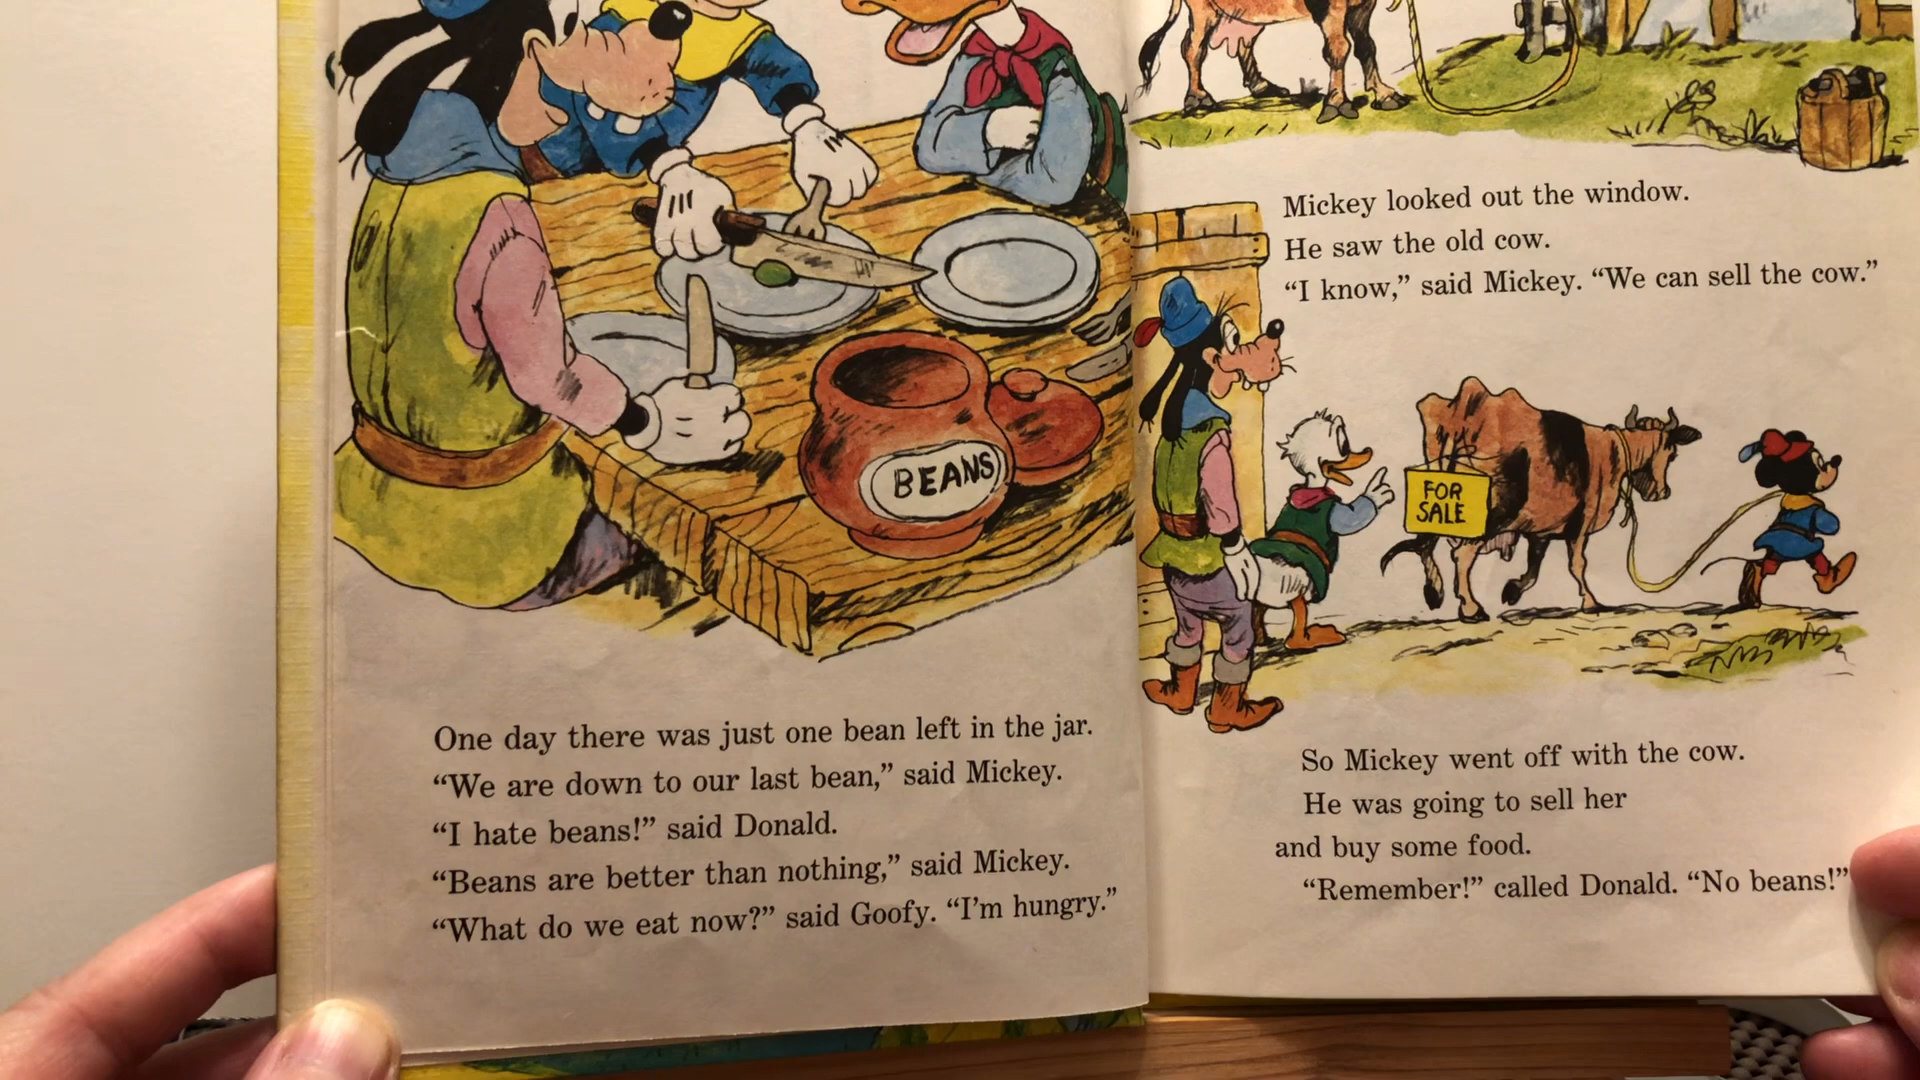 BEANS
One day there was just one bean left in the jar.
“We are down to our last bean,” said Mickey.
“I hate beans!” said Donald.
“Beans are better than nothing,” said Mickey.
“What do we eat now?” said Goofy. “I’m hungry.”
Mickey looked out the window.
He saw the old cow.
“I know,” said Mickey. “We can sell the cow.”
FOR
SALE
So Mickey went off with the cow.
He was going to sell her
and buy some food.
“Remember!” called Donald. “No beans!”